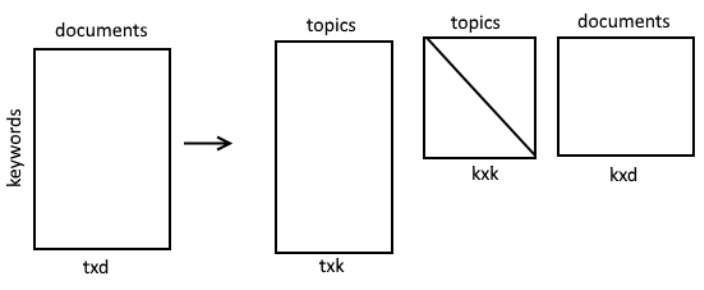 documents
keywords
txd
topics
txk
topics
kxk
documents
kxd